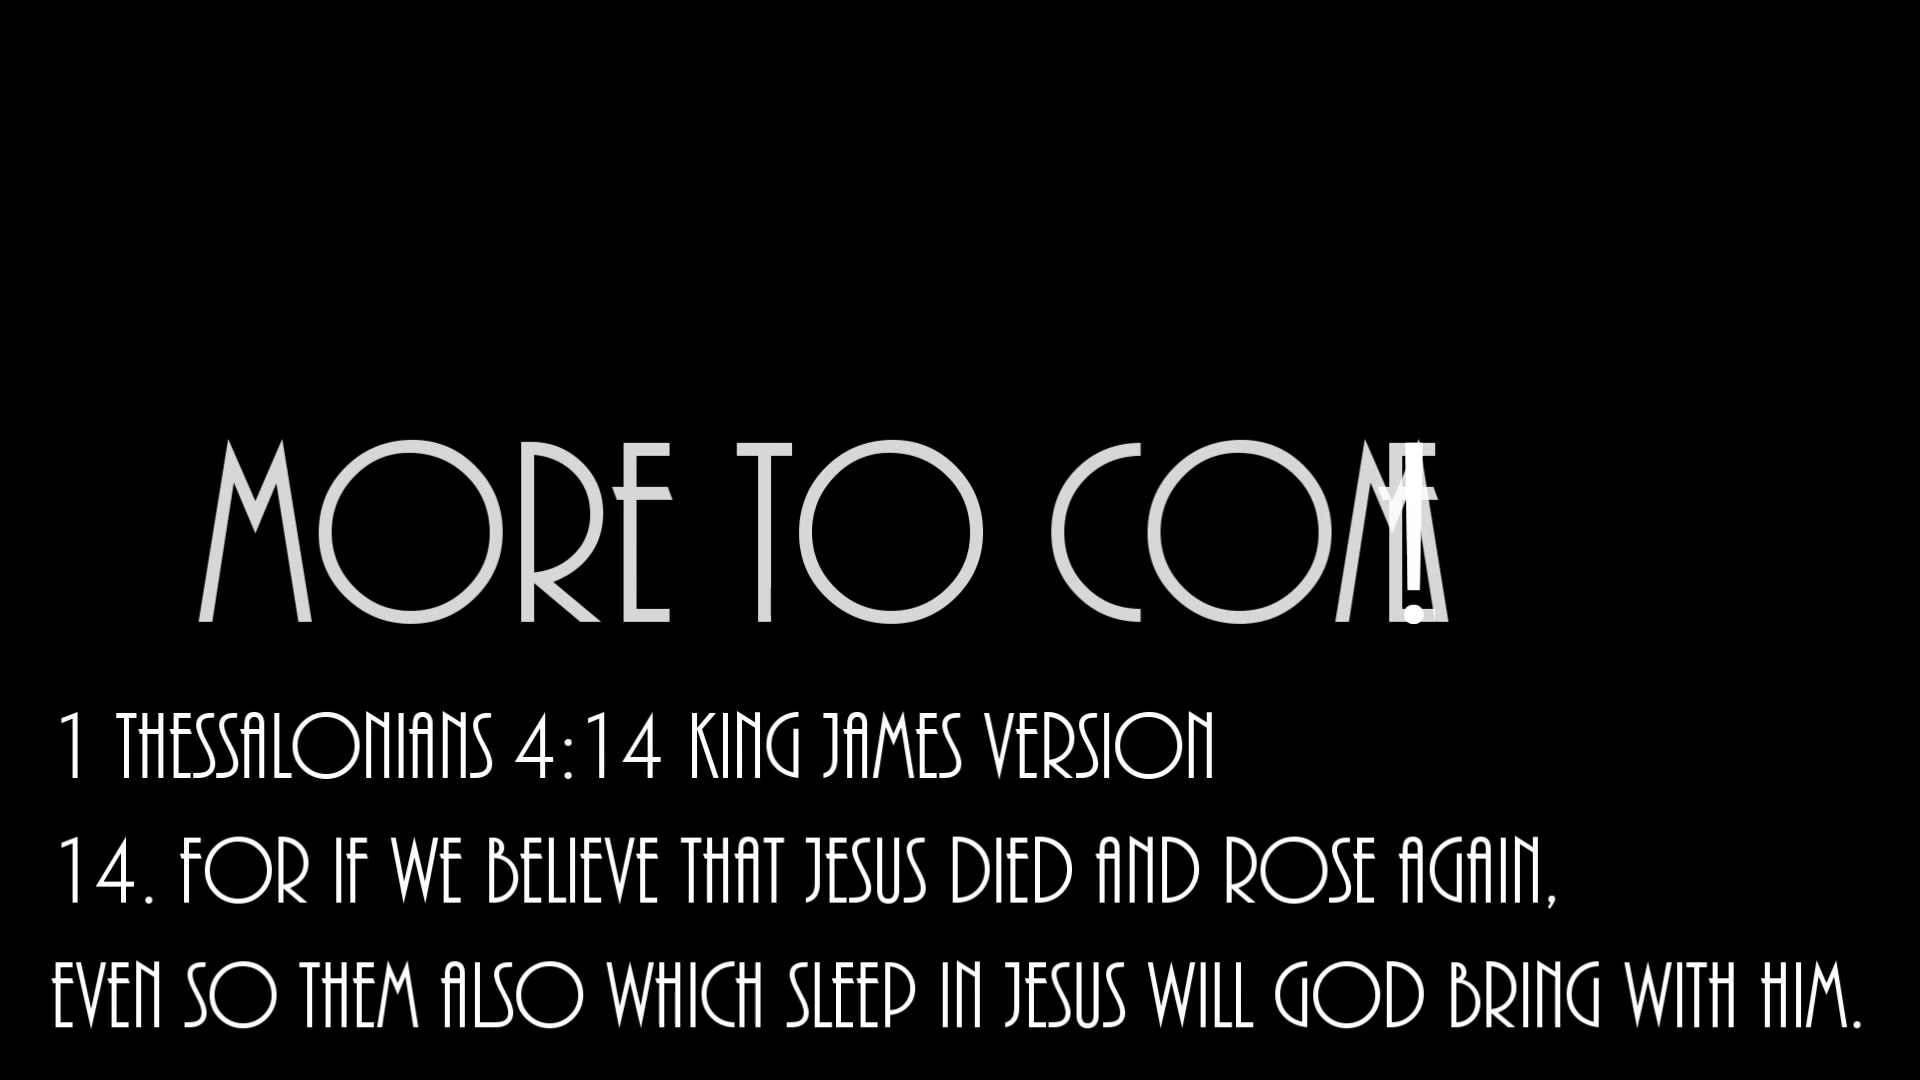 MORE TO COME!
1 THESSALONIANS 4:14 KING JAMES VERSION
14. FOR IF WE BELIEVE THAT JESUS DIED AND ROSE AGAIN,
EVEN SO THEM ALSO WHICH SLEEP IN JESUS WILL GOD BRING WITH HIM.